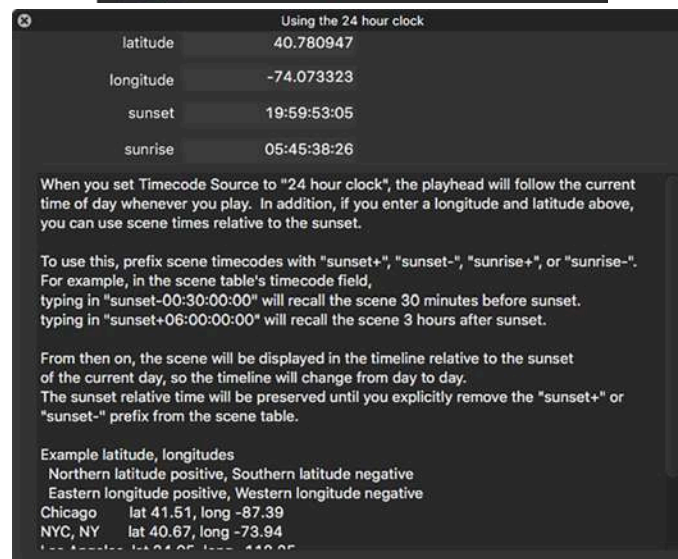 Using the 24 hour clock
latitude 40.780947
longitude -74.073323
sunset 19:59:53:05
sunrise 05:45:38:26
When you set Timecode Source to "24 hour clock", the playhead will follow the current
time of day whenever you play.  In addition, if you enter a longitude and latitude above,
you can use scene times relative to the sunset.
To use this, prefix scene timecodes with "sunset+", "sunset-", "sunrise+", or "sunrise-".
For example, in the scene table's timecode field,
typing in "sunset-00:30:00:00" will recall the scene 30 minutes before sunset.
typing in "sunset+06:00:00:00" will recall the scene 3 hours after sunset.
From then on, the scene will be displayed in the timeline relative to the sunset
of the current day, so the timeline will change from day to day.
The sunset relative time will be preserved until you explicitly remove the "sunset+" or
"sunset-" prefix from the scene table.
Example latitude, longitudes
Northern latitude positive, Southern latitude negative
Eastern longitude positive, Western longitude negative
Chicago lat 41.51, long -87.39
NYC, NY lat 40.67, long -73.94